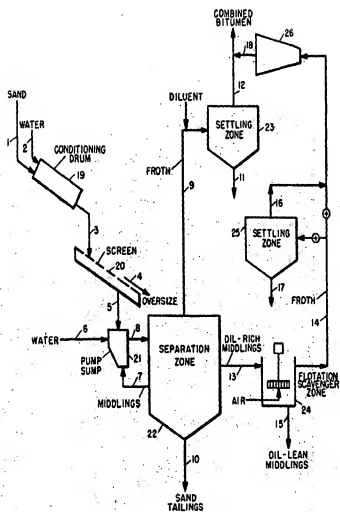 COMBINED
BITUMEN
26
18
SAND
DILUENT
12
WATER
1
2
CONDITIONING
DRUM
19
SETTLING
ZONE
23
FROTH
9
11
16
3
SCREEN
20
4
OVERSIZE
25
SETTLING
ZONE
17
5
FROTH
14
WATER
6
8
SEPARATION
ZONE
OIL-RICH
MIDDLINGS
13
PUMP
SUMP
21
7
MIDDLINGS
AIR
FLOTATION
SCAVENGER
ZONE
24
22
15
10
OIL-LEAN
MIDDLINGS
SAND
TAILINGS